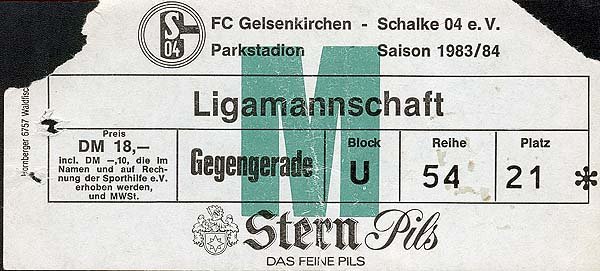 S 04
FC Gelsenkirchen - Schalke 04 e. V.
Parkstadion Saison 1983/84
M
Ligamannschaft
Preis
DM 18,—
incl. DM —,10, die im
Namen und auf Rech-
nung der Sporthilfe e.V.
erhoben werden,
und MWSt.
Gegengerade
Block
U
Reihe
54
Platz
21 *
Stern Pils
DAS FEINE PILS
Hornberger 6757